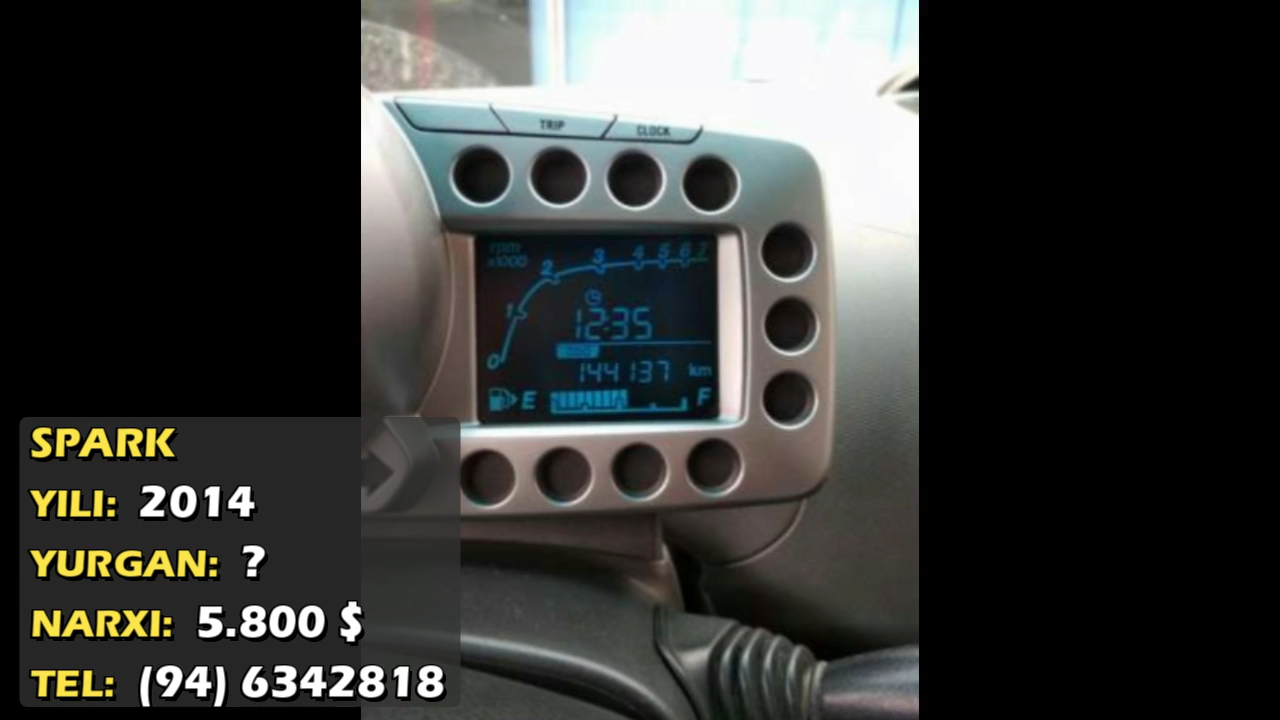 TRIP CLOCK
rpm
x1000
0 1 2 3 4 5 6 7
12:35
144137 km
E F
SPARK
YILI: 2014
YURGAN: ?
NARXI: 5.800 $
TEL: (94) 6342818